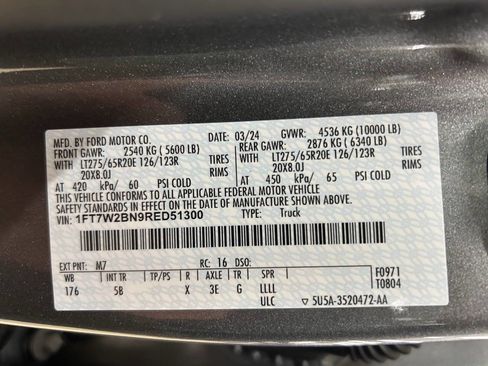 MFD. BY FORD MOTOR CO.
DATE: 03/24 GVWR: 4536 KG (10000 LB)
FRONT GAWR: 2540 KG (5600 LB) REAR GAWR: 2876 KG (6340 LB)
WITH LT275/65R20E 126/123R TIRES WITH LT275/65R20E 126/123R TIRES
20X8.0J RIMS 20X8.0J RIMS
AT 420 kPa/ 60 PSI COLD AT 450 kPa/ 65 PSI COLD
THIS VEHICLE CONFORMS TO ALL APPLICABLE FEDERAL MOTOR VEHICLE
SAFETY STANDARDS IN EFFECT ON THE DATE OF MANUFACTURE SHOWN ABOVE.
VIN: 1FT7W2BN9RED51300 TYPE: Truck
EXT PNT: M7 RC: 16 DSO: F0971
WB INT TR TP/PS R AXLE TR SPR T0804
176 5B X 3E G LLLL
ULC ▽ 5U5A-3520472-AA